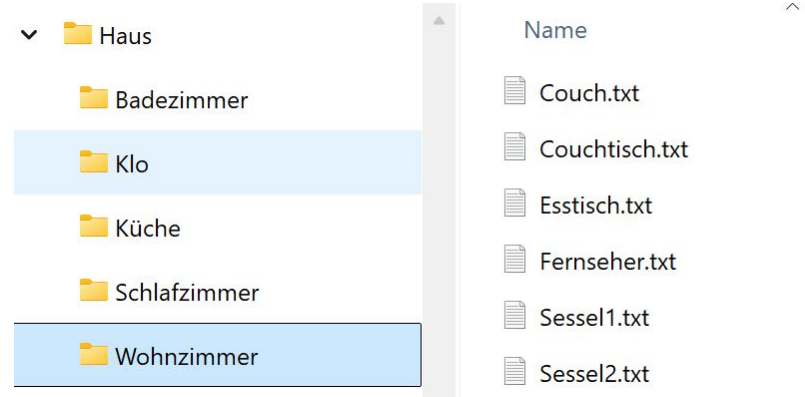 Haus
Badezimmer
Klo
Küche
Schlafzimmer
Wohnzimmer
Name
Couch.txt
Couchtisch.txt
Esstisch.txt
Fernseher.txt
Sessel1.txt
Sessel2.txt